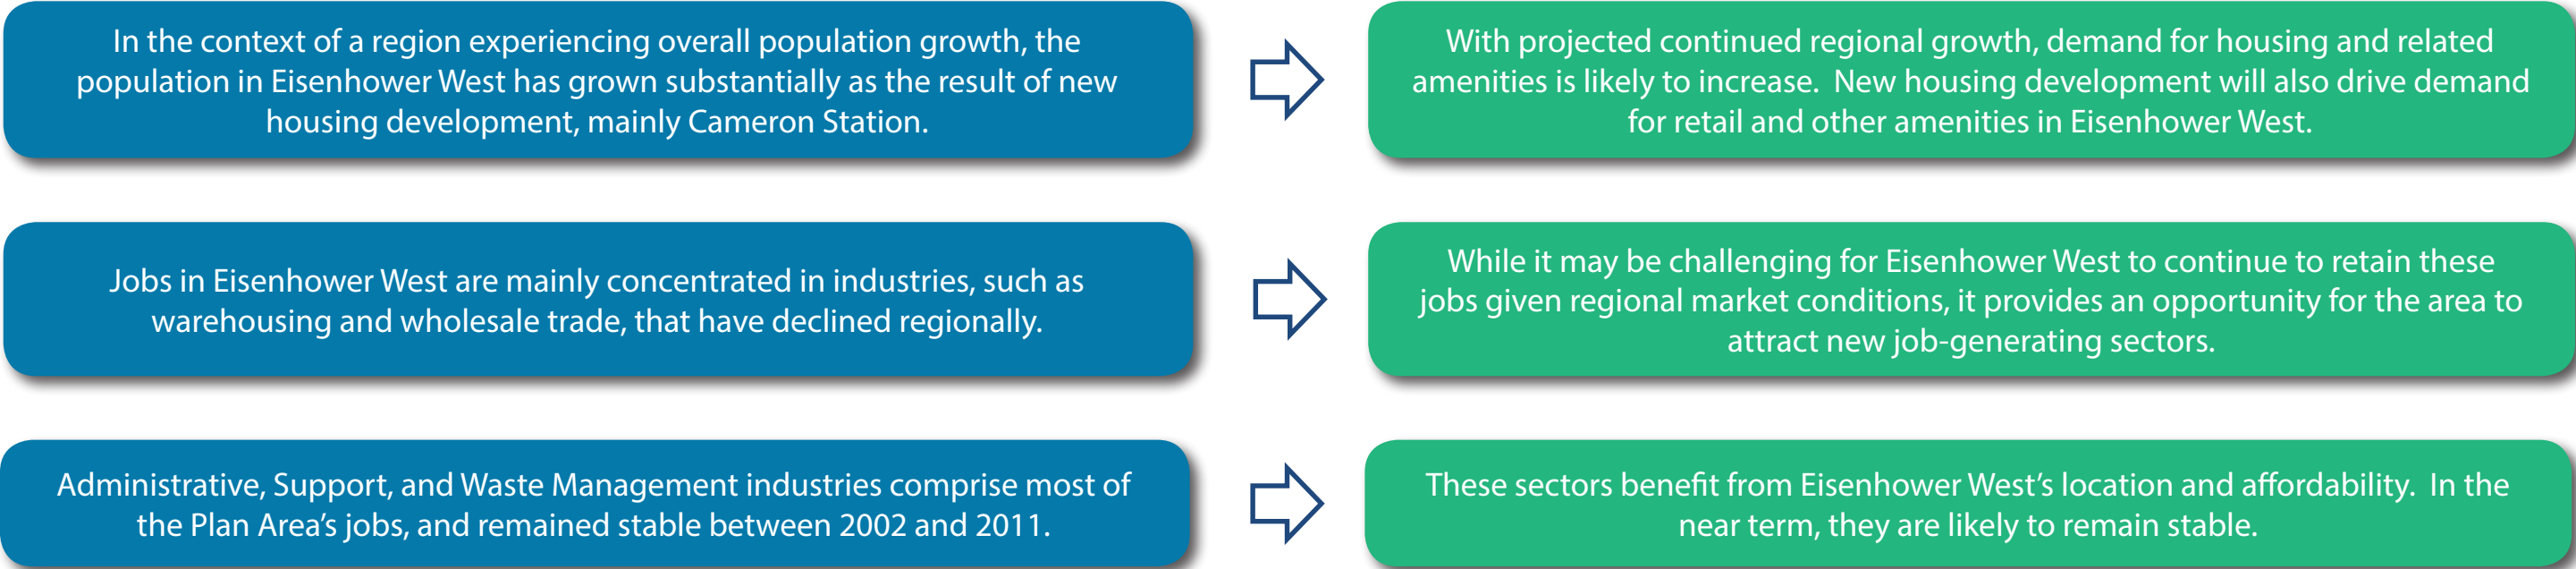 In the context of a region experiencing overall population growth, the
population in Eisenhower West has grown substantially as the result of new
housing development, mainly Cameron Station.
With projected continued regional growth, demand for housing and related
amenities is likely to increase.  New housing development will also drive demand
for retail and other amenities in Eisenhower West.
Jobs in Eisenhower West are mainly concentrated in industries, such as
warehousing and wholesale trade, that have declined regionally.
While it may be challenging for Eisenhower West to continue to retain these
jobs given regional market conditions, it provides an opportunity for the area to
attract new job-generating sectors.
Administrative, Support, and Waste Management industries comprise most of
the Plan Area’s jobs, and remained stable between 2002 and 2011.
These sectors benefit from Eisenhower West’s location and affordability.  In the
near term, they are likely to remain stable.